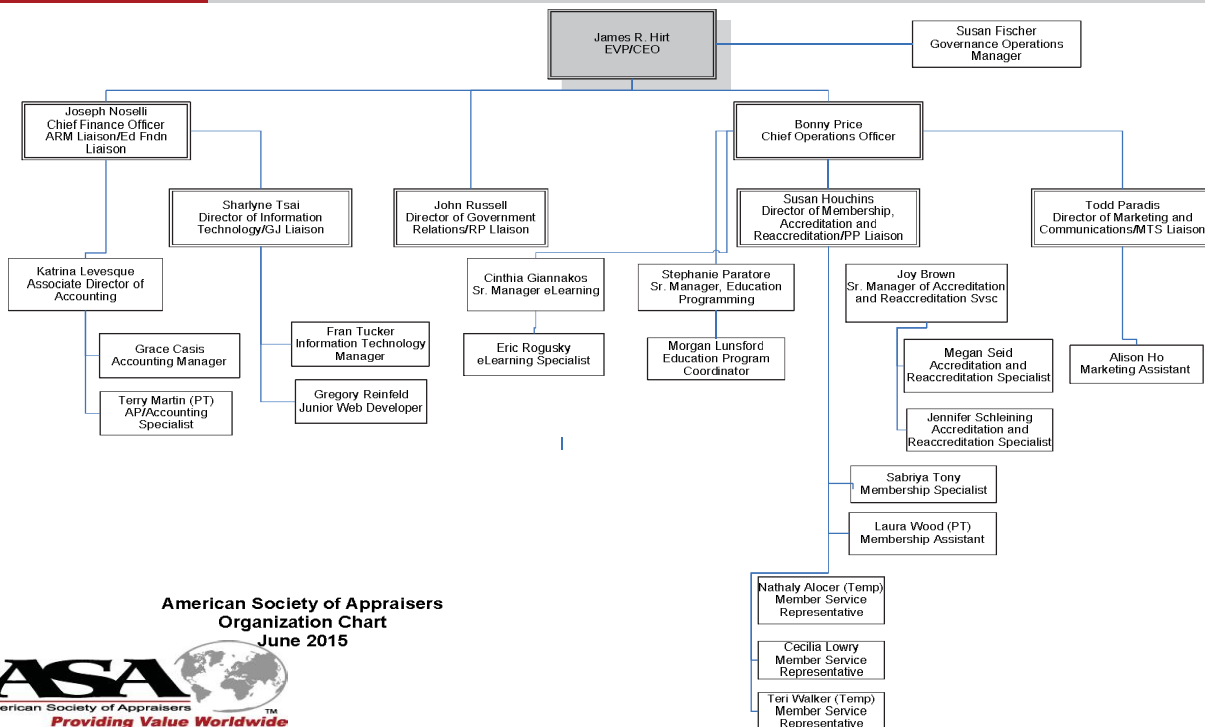 James R. Hirt
EVP/CEO
Susan Fischer
Governance Operations
Manager
Joseph Noselli
Chief Finance Officer
ARM Liaison/Ed Fndn
Liaison
Bonny Price
Chief Operations Officer
Sharlyne Tsai
Director of Information
Technology/GJ Liaison
John Russell
Director of Government
Relations/RP LIaison
Susan Houchins
Director of Membership,
Accreditation and
Reaccreditation/PP Liaison
Todd Paradis
Director of Marketing and
Communications/MTS Liaison
Katrina Levesque
Associate Director of
Accounting
Cinthia Giannakos
Sr. Manager eLearning
Stephanie Paratore
Sr. Manager, Education
Programming
Joy Brown
Sr. Manager of Accreditation
and Reaccreditation Svsc
Grace Casis
Accounting Manager
Fran Tucker
Information Technology
Manager
Eric Rogusky
eLearning Specialist
Morgan Lunsford
Education Program
Coordinator
Megan Seid
Accreditation and
Reaccreditation Specialist
Alison Ho
Marketing Assistant
Terry Martin (PT)
AP/Accounting
Specialist
Gregory Reinfeld
Junior Web Developer
Jennifer Schleining
Accreditation and
Reaccreditation Specialist
Sabriya Tony
Membership Specialist
Laura Wood (PT)
Membership Assistant
Nathaly Alocer (Temp)
Member Service
Representative
Cecilia Lowry
Member Service
Representative
Teri Walker (Temp)
Member Service
Representative
American Society of Appraisers
Organization Chart
June 2015
ASA
TM
erican Society of Appraisers
Providing Value Worldwide